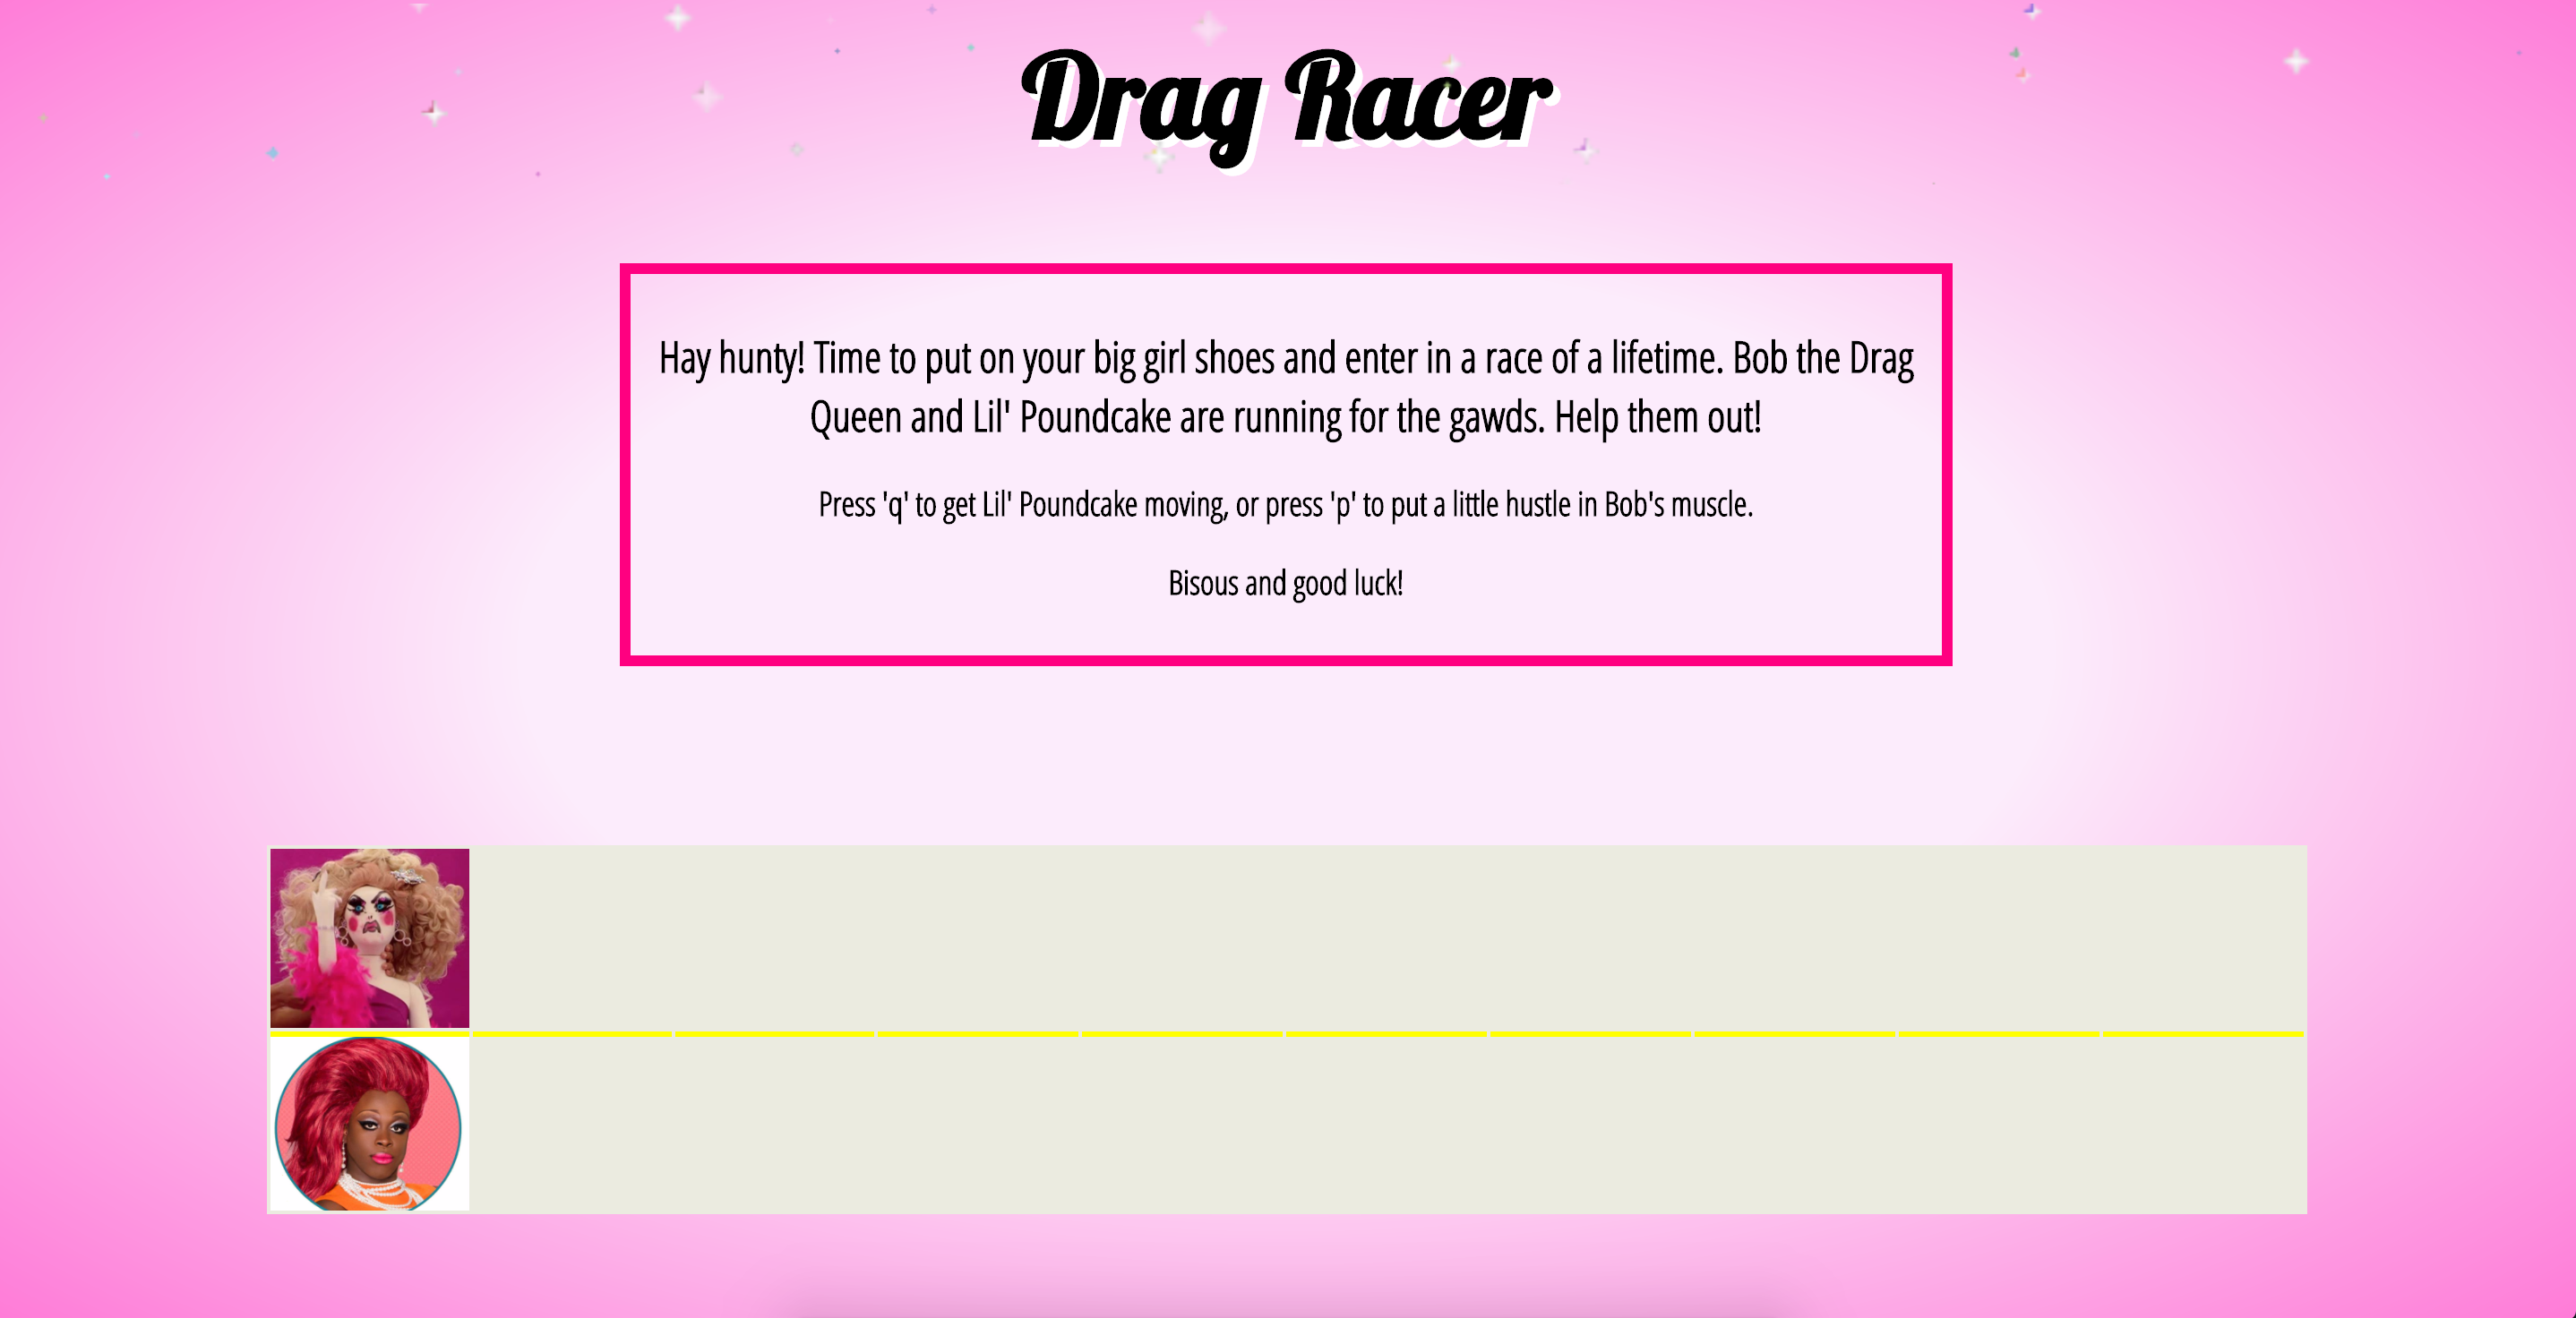 Drag Racer
Hay hunty! Time to put on your big girl shoes and enter in a race of a lifetime. Bob the Drag
Queen and Lil' Poundcake are running for the gawds. Help them out!
Press 'q' to get Lil' Poundcake moving, or press 'p' to put a little hustle in Bob's muscle.
Bisous and good luck!